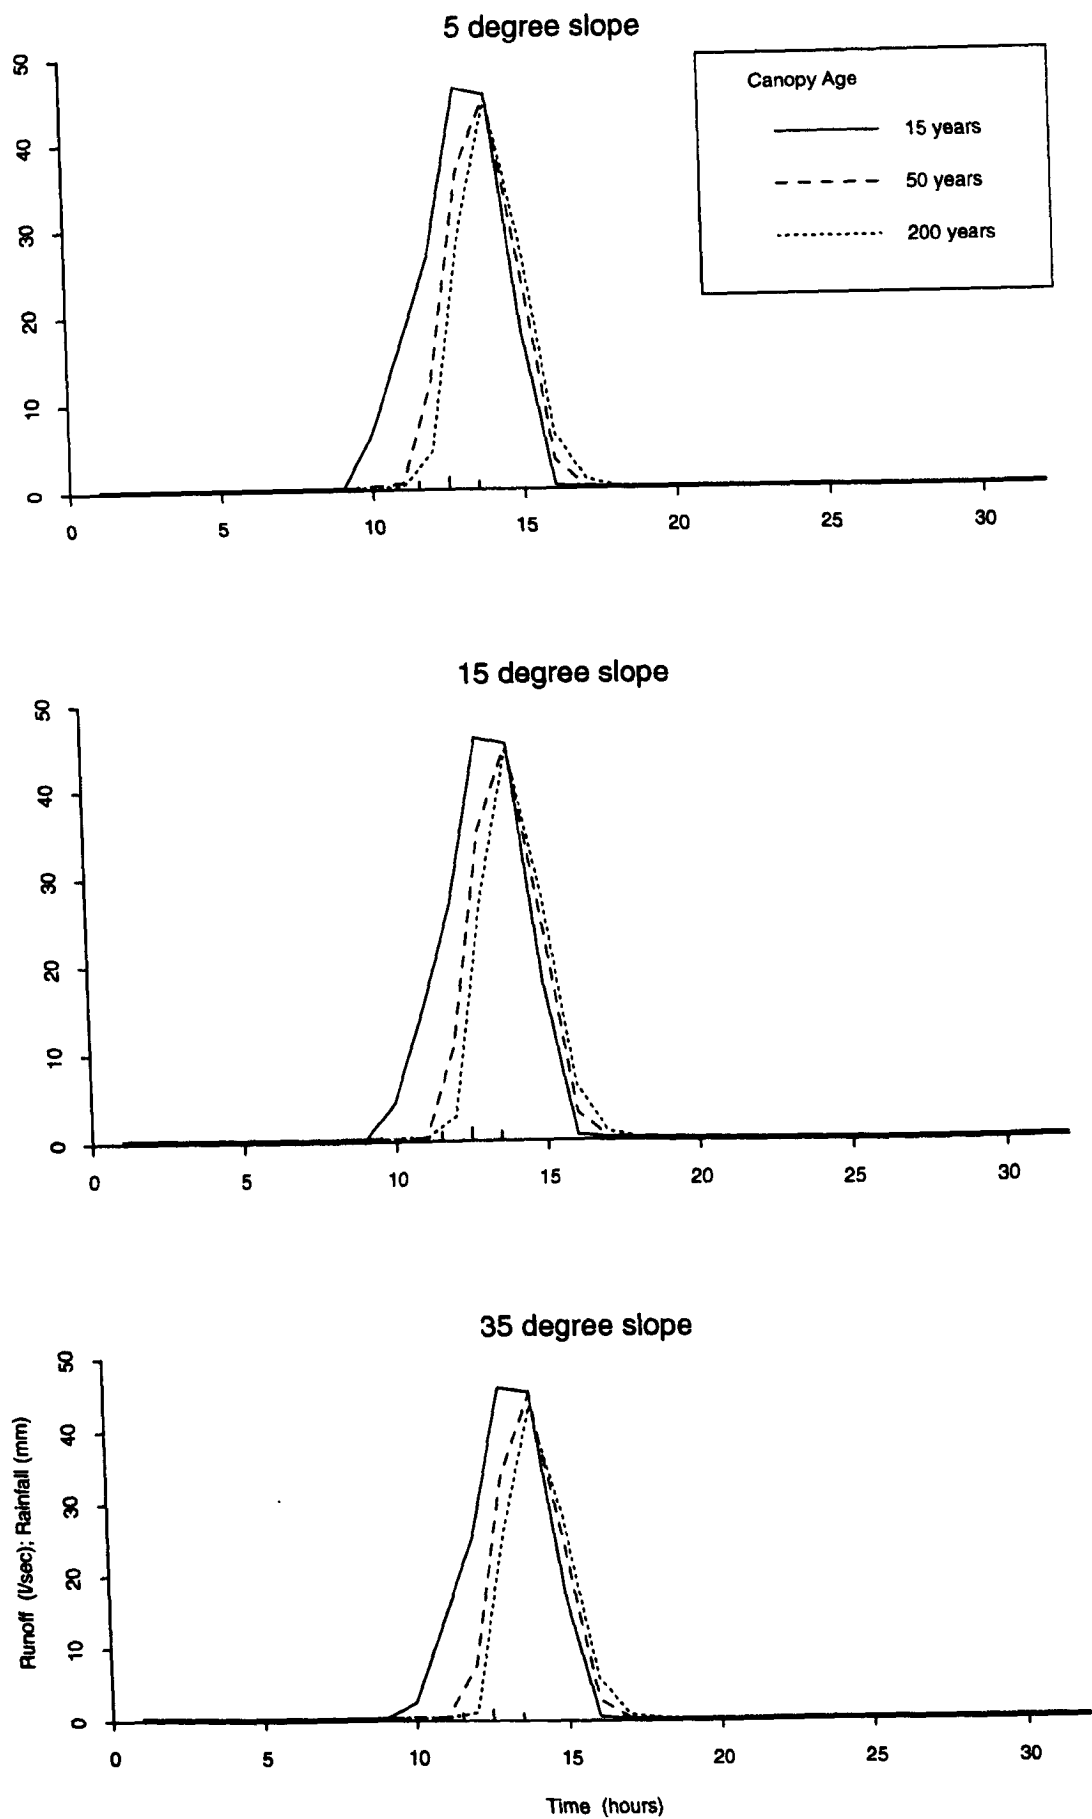 5 degree slope
Canopy Age
15 years
50 years
200 years
50
40
30
20
10
0
0 5 10 15 20 25 30
15 degree slope
50
40
30
20
10
0
0 5 10 15 20 25 30
35 degree slope
50
40
30
20
10
0
Runoff (l/sec); Rainfall (mm)
0 5 10 15 20 25 30
Time (hours)